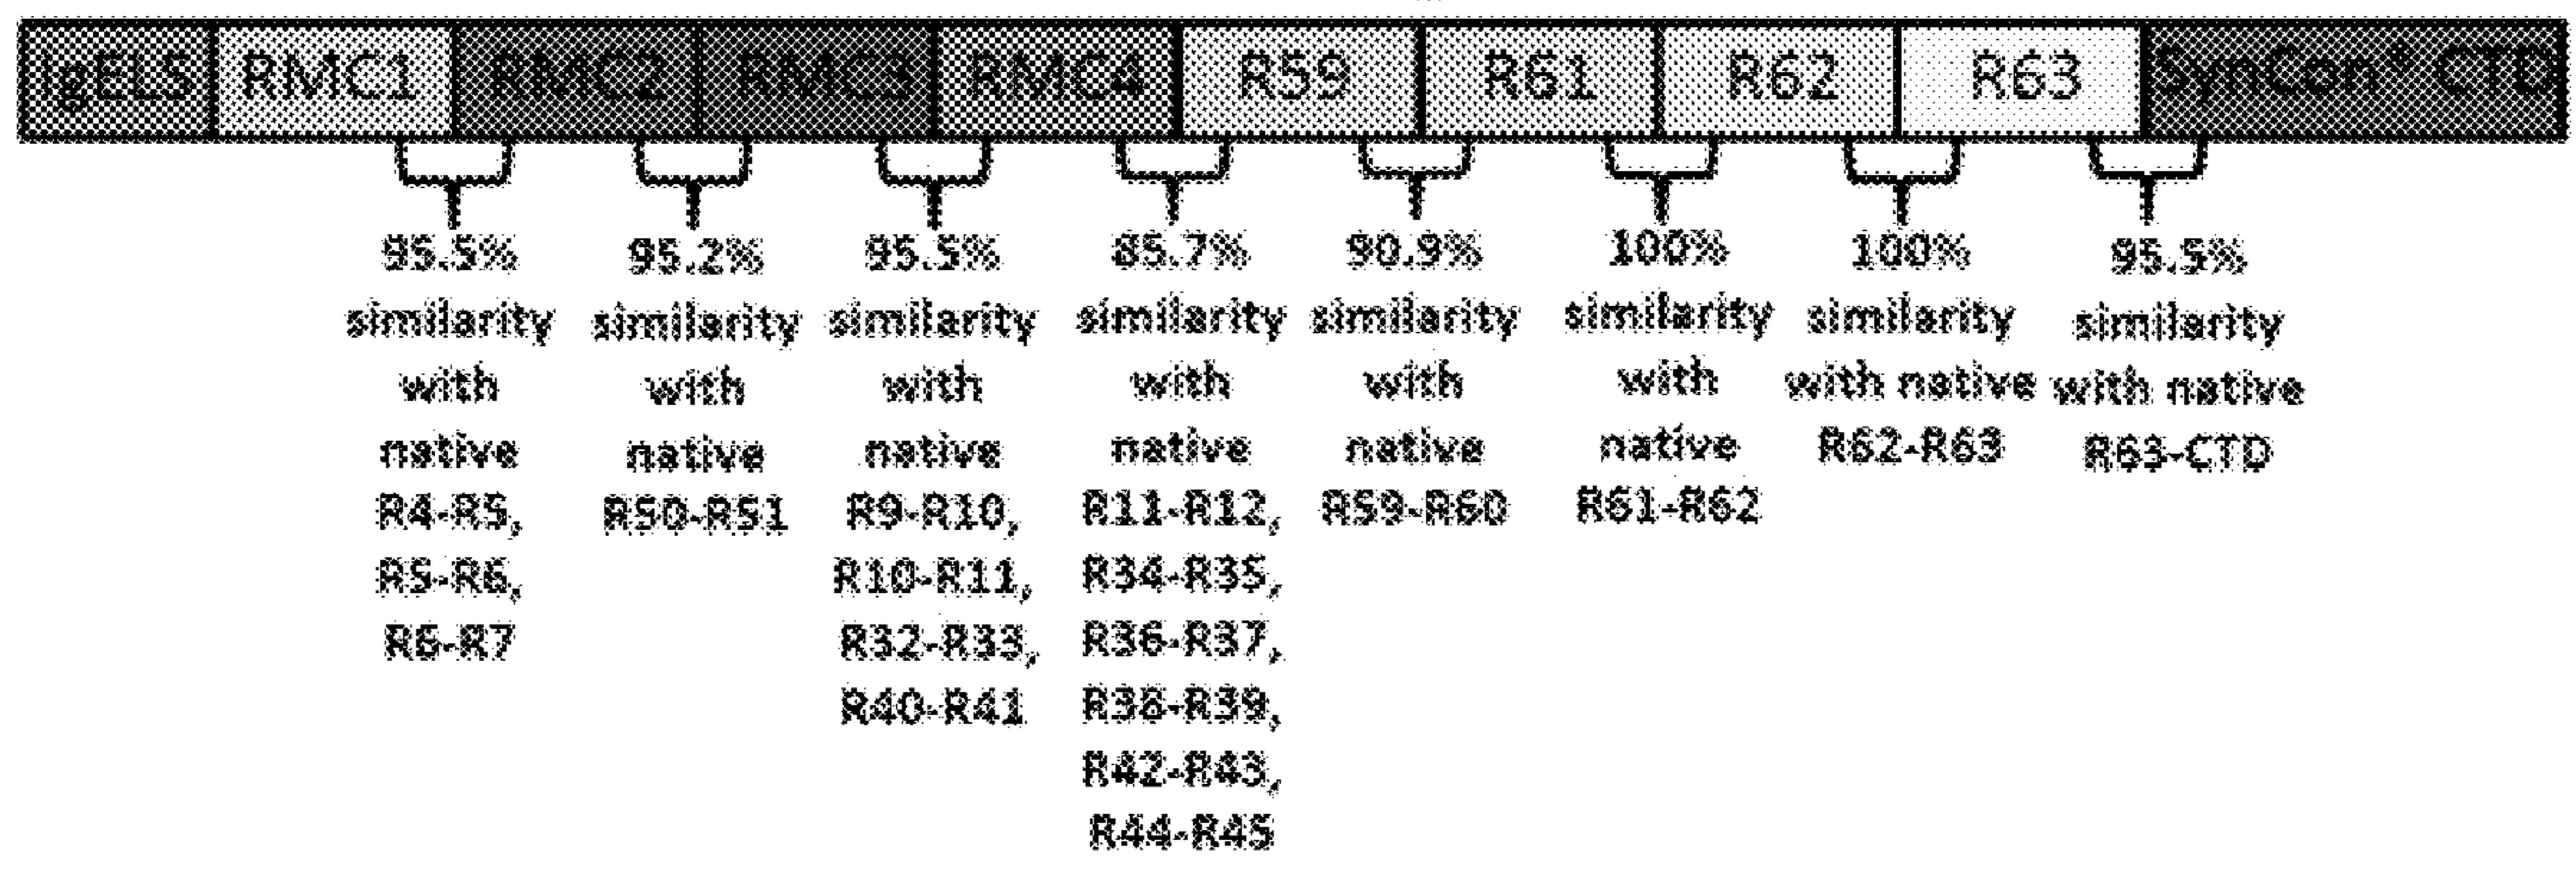 IgELS RMC1 RMC2 RMC3 RMC4 R59 R61 R62 R63 SynCon® CTD
95.5%
similarity
with
native
R4-R5,
R5-R6,
R6-R7
95.2%
similarity
with
native
R50-R51
95.5%
similarity
with
native
R9-R10,
R10-R11,
R32-R33,
R40-R41
85.7%
similarity
with
native
R11-R12,
R34-R35,
R36-R37,
R38-R39,
R42-R43,
R44-R45
90.9%
similarity
with
native
R59-R60
100%
similarity
with
native
R61-R62
100%
similarity
with native
R62-R63
95.5%
similarity
with native
R63-CTD